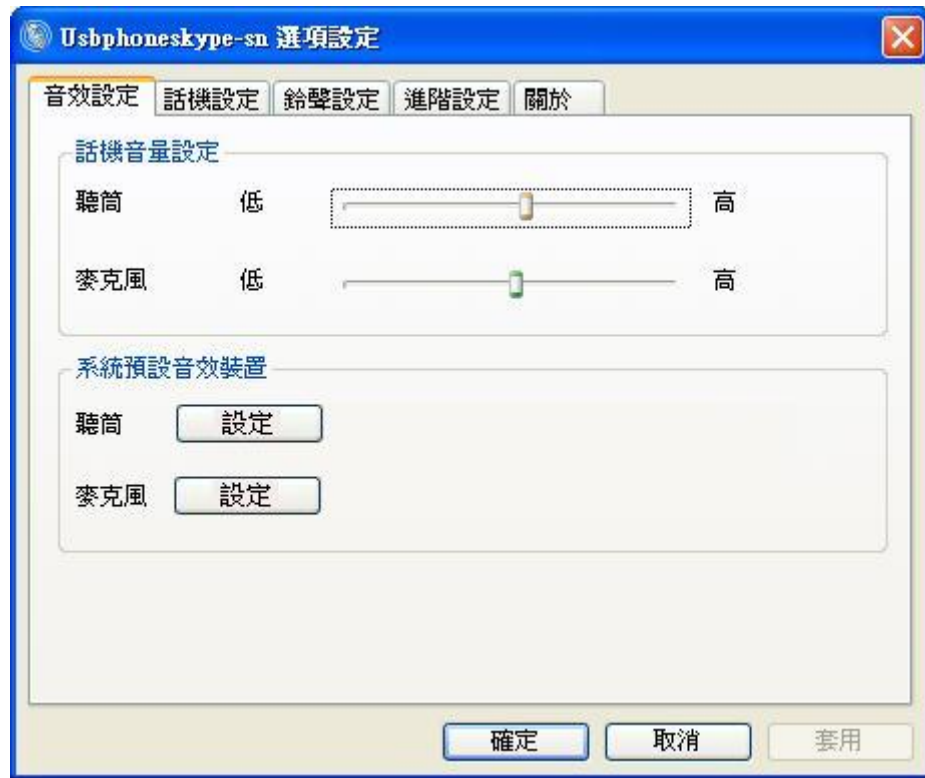 Usbphoneskype-sn 選項設定
音效設定 話機設定 鈴聲設定 進階設定 關於
話機音量設定
聽筒 低 高
麥克風 低 高
系統預設音效裝置
聽筒 設定
麥克風 設定
確定 取消 套用